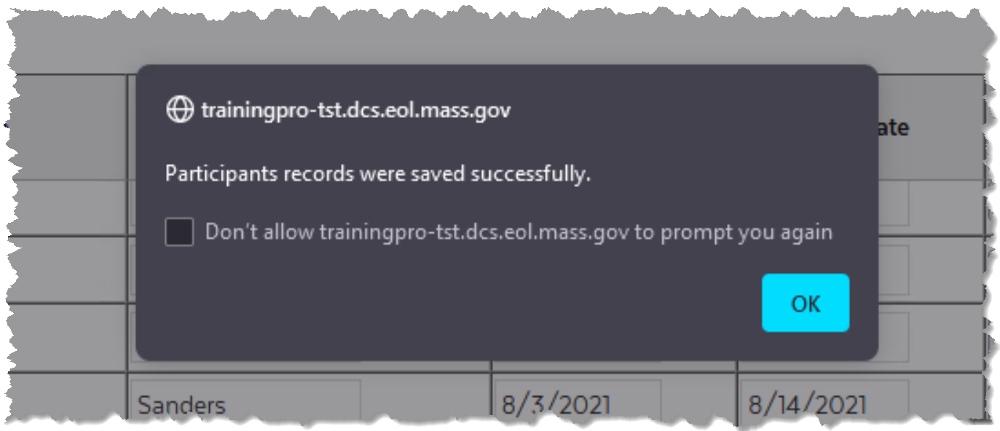 trainingpro-tst.dcs.eol.mass.gov
ate
Participants records were saved successfully.
Don't allow trainingpro-tst.dcs.eol.mass.gov to prompt you again
OK
Sanders 8/3/2021 8/14/2021